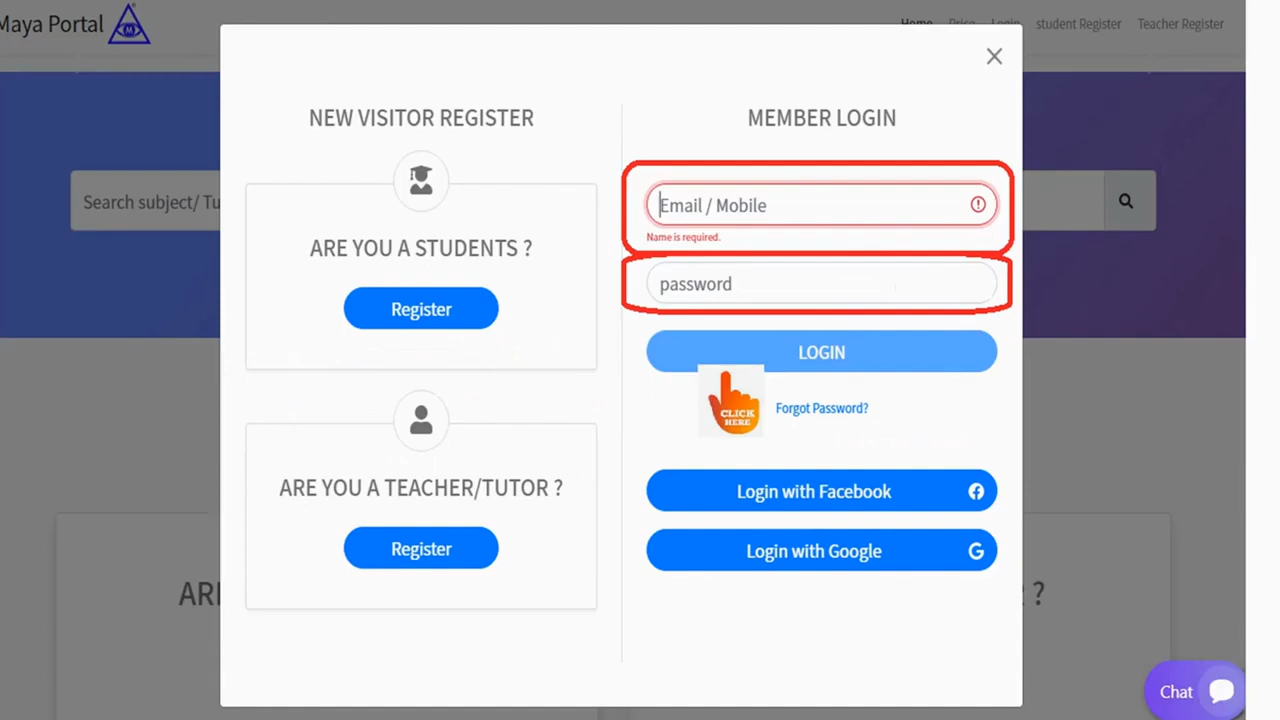 Maya Portal
M
Home Price Login student Register Teacher Register
Search subject/ Tu
NEW VISITOR REGISTER
ARE YOU A STUDENTS ?
Register
ARE YOU A TEACHER/TUTOR ?
Register
MEMBER LOGIN
Email / Mobile
Name is required.
password
LOGIN
CLICK
HERE
Forgot Password?
Login with Facebook
Login with Google
?
Chat